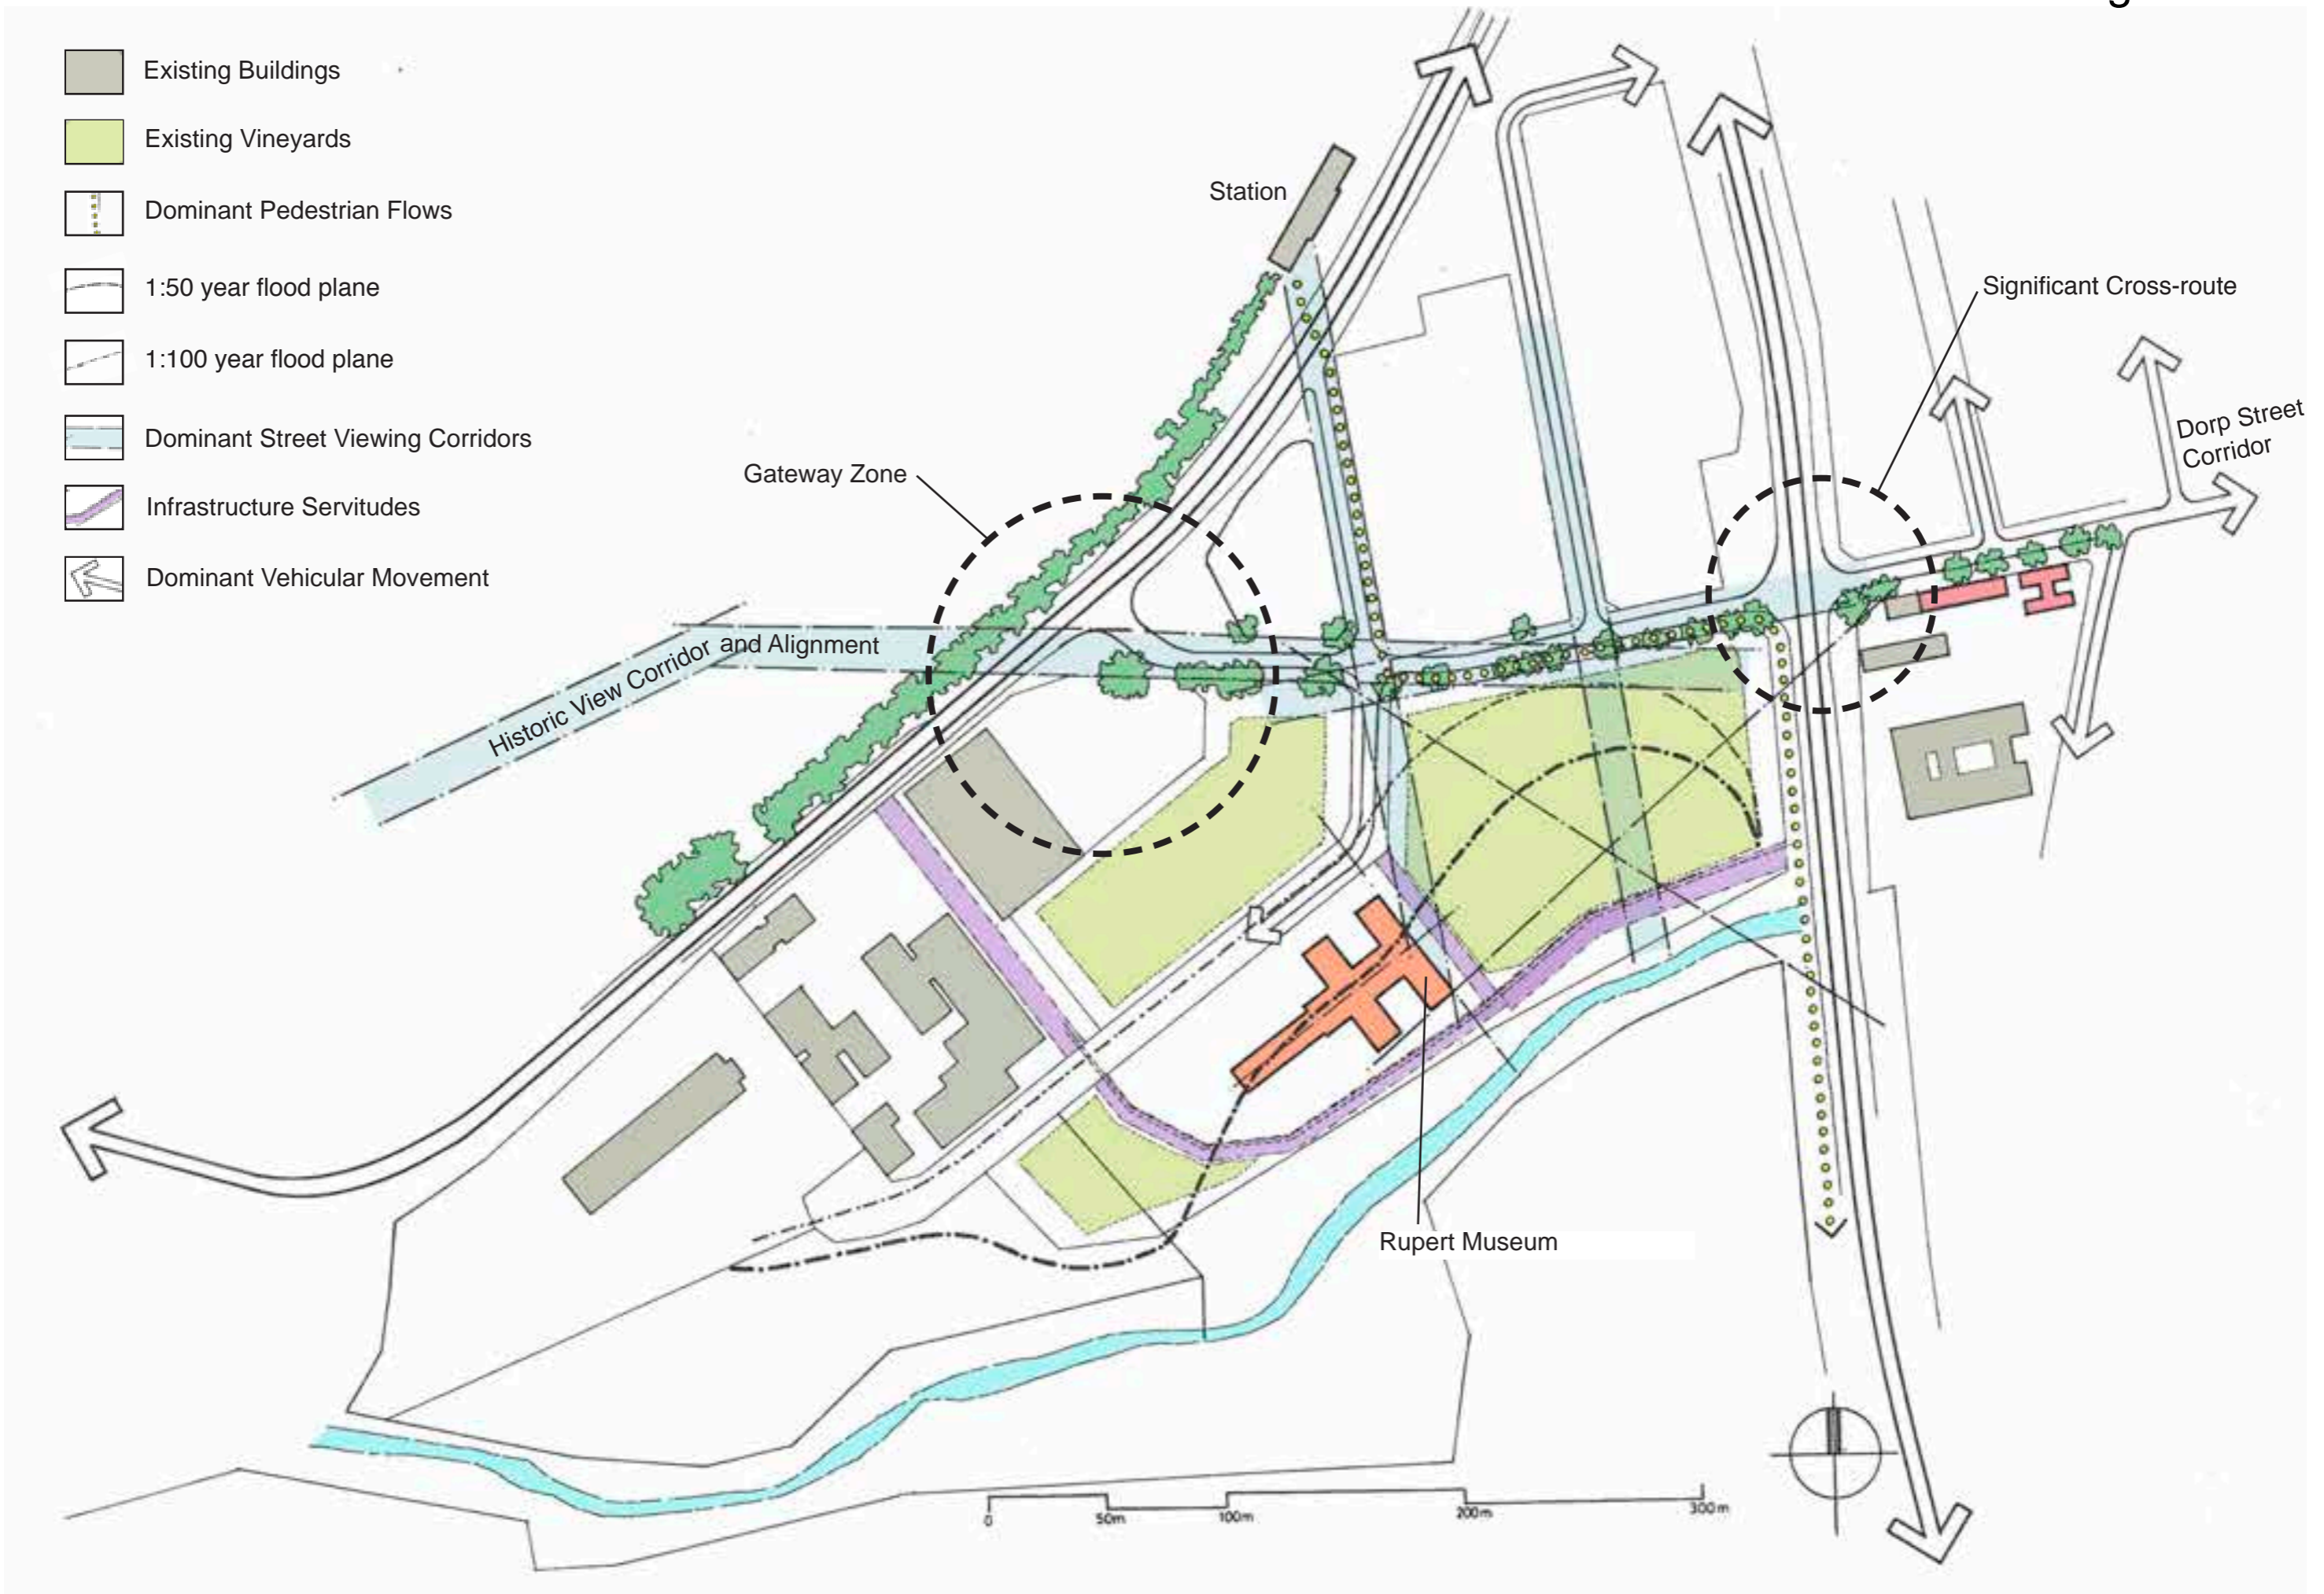 Existing Buildings
Existing Vineyards
Dominant Pedestrian Flows
1:50 year flood plane
1:100 year flood plane
Dominant Street Viewing Corridors
Infrastructure Servitudes
Dominant Vehicular Movement
Station
Significant Cross-route
Dorp Street
Corridor
Gateway Zone
Historic View Corridor and Alignment
Rupert Museum
0 50m 100m 200m 300m